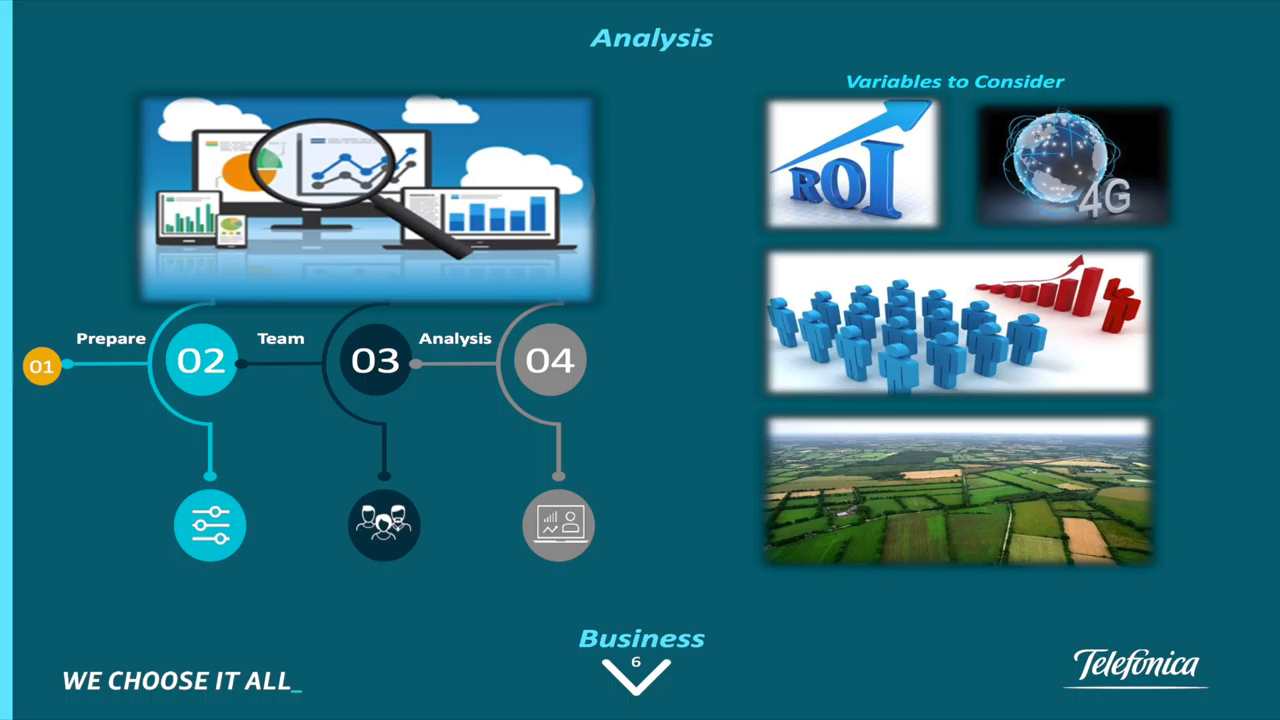 Analysis
Variables to Consider
ROI
4G
Prepare
Team
Analysis
01
02
03
04
Business
6
WE CHOOSE IT ALL_
Telefónica